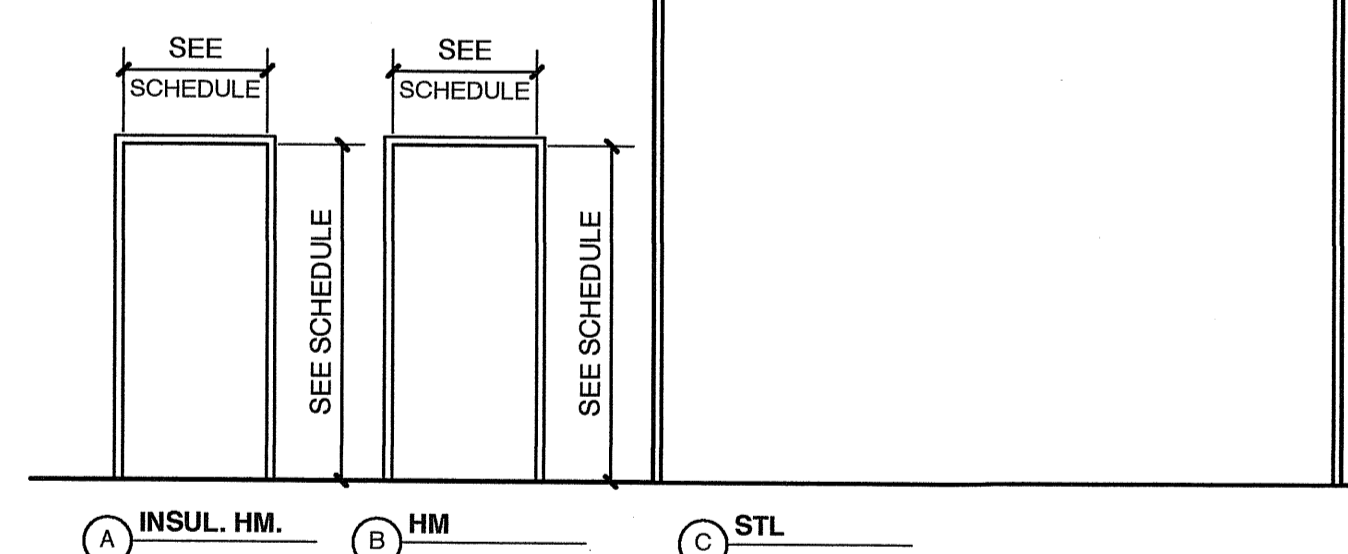 SEE
SCHEDULE
SEE
SCHEDULE
SEE SCHEDULE
SEE SCHEDULE
A INSUL. HM.
B HM
C STL